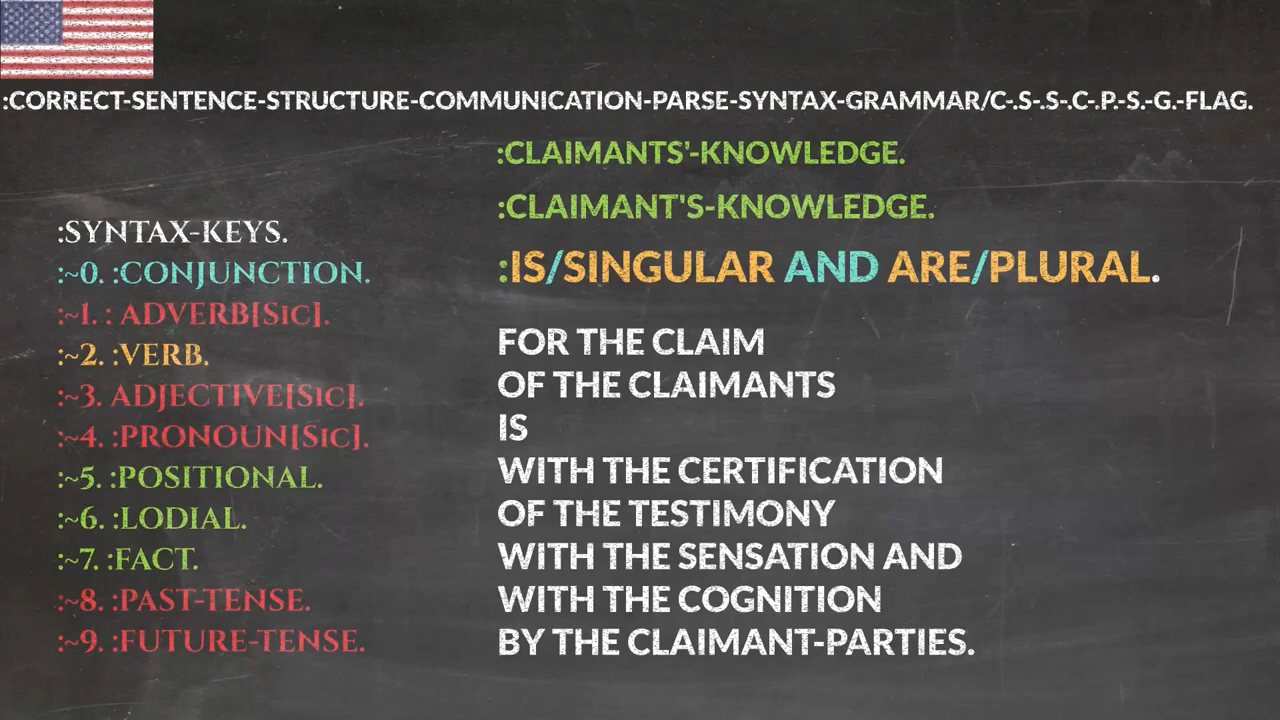 :CORRECT-SENTENCE-STRUCTURE-COMMUNICATION-PARSE-SYNTAX-GRAMMAR/C-.S-.S-.C-.P.-S.-G.-FLAG.
:SYNTAX-KEYS.
:~0. :CONJUNCTION.
:~1. : ADVERB[SIC].
:~2. :VERB.
:~3. ADJECTIVE[SIC].
:~4. :PRONOUN[SIC].
:~5. :POSITIONAL.
:~6. :LODIAL.
:~7. :FACT.
:~8. :PAST-TENSE.
:~9. :FUTURE-TENSE.
:CLAIMANTS'-KNOWLEDGE.
:CLAIMANT'S-KNOWLEDGE.
:IS/SINGULAR AND ARE/PLURAL.
FOR THE CLAIM
OF THE CLAIMANTS
IS
WITH THE CERTIFICATION
OF THE TESTIMONY
WITH THE SENSATION AND
WITH THE COGNITION
BY THE CLAIMANT-PARTIES.